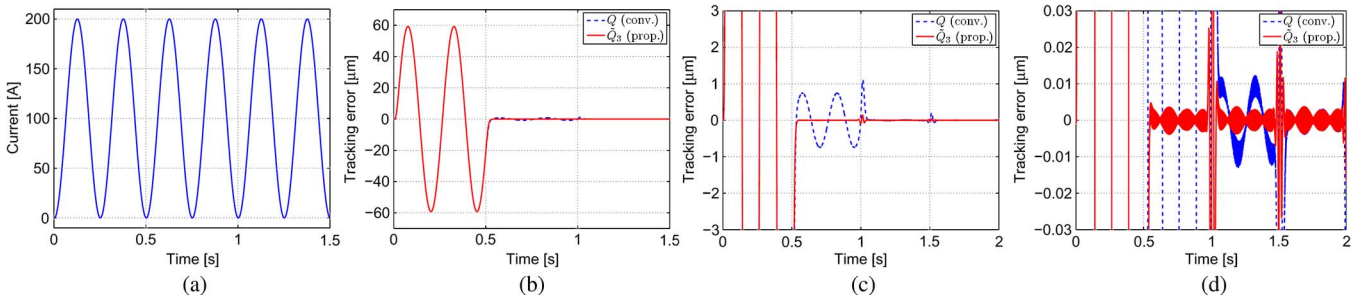 200
150
100
50
0
Current [A]
0 0.5 1 1.5
Time [s]
(a)
60
40
20
0
−20
−40
−60
Tracking error [μm]
Q (conv.)
Q̃₃ (prop.)
0 0.5 1 1.5
Time [s]
(b)
3
2
1
0
−1
−2
−3
Tracking error [μm]
Q (conv.)
Q̃₃ (prop.)
0 0.5 1 1.5 2
Time [s]
(c)
0.03
0.02
0.01
0
−0.01
−0.02
−0.03
Tracking error [μm]
Q (conv.)
Q̃₃ (prop.)
0 0.5 1 1.5 2
Time [s]
(d)